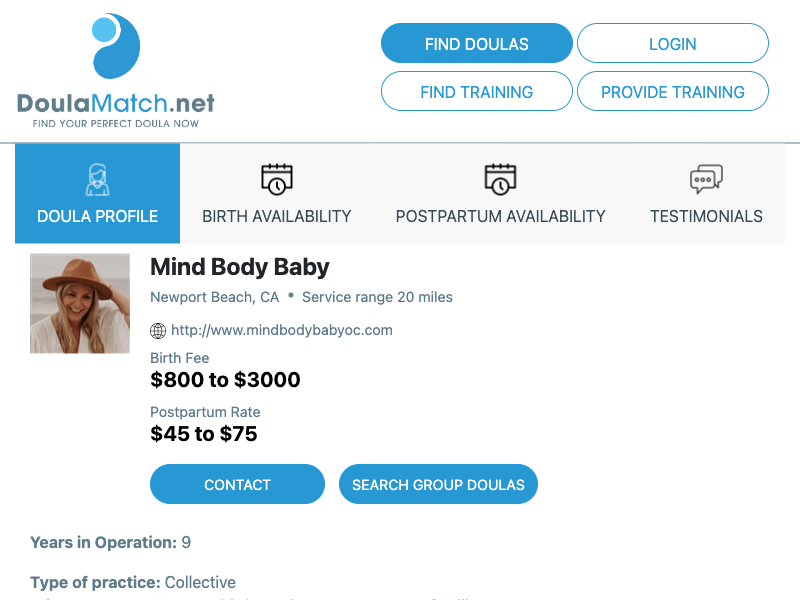 DoulaMatch.net
FIND YOUR PERFECT DOULA NOW
FIND DOULAS
LOGIN
FIND TRAINING
PROVIDE TRAINING
DOULA PROFILE
BIRTH AVAILABILITY
POSTPARTUM AVAILABILITY
TESTIMONIALS
Mind Body Baby
Newport Beach, CA • Service range 20 miles
http://www.mindbodybabyoc.com
Birth Fee
$800 to $3000
Postpartum Rate
$45 to $75
CONTACT
SEARCH GROUP DOULAS
Years in Operation: 9
Type of practice: Collective